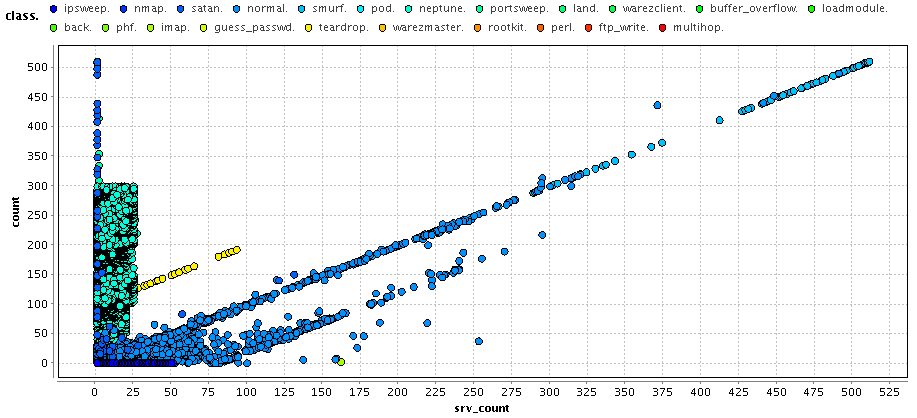 class.
ipsweep. nmap. satan. normal. smurf. pod. neptune. portsweep. land. warezclient. buffer_overflow. loadmodule.
back. phf. imap. guess_passwd. teardrop. warezmaster. rootkit. perl. ftp_write. multihop.
500
450
400
350
300
250
200
150
100
50
0
count
0 25 50 75 100 125 150 175 200 225 250 275 300 325 350 375 400 425 450 475 500 525
srv_count